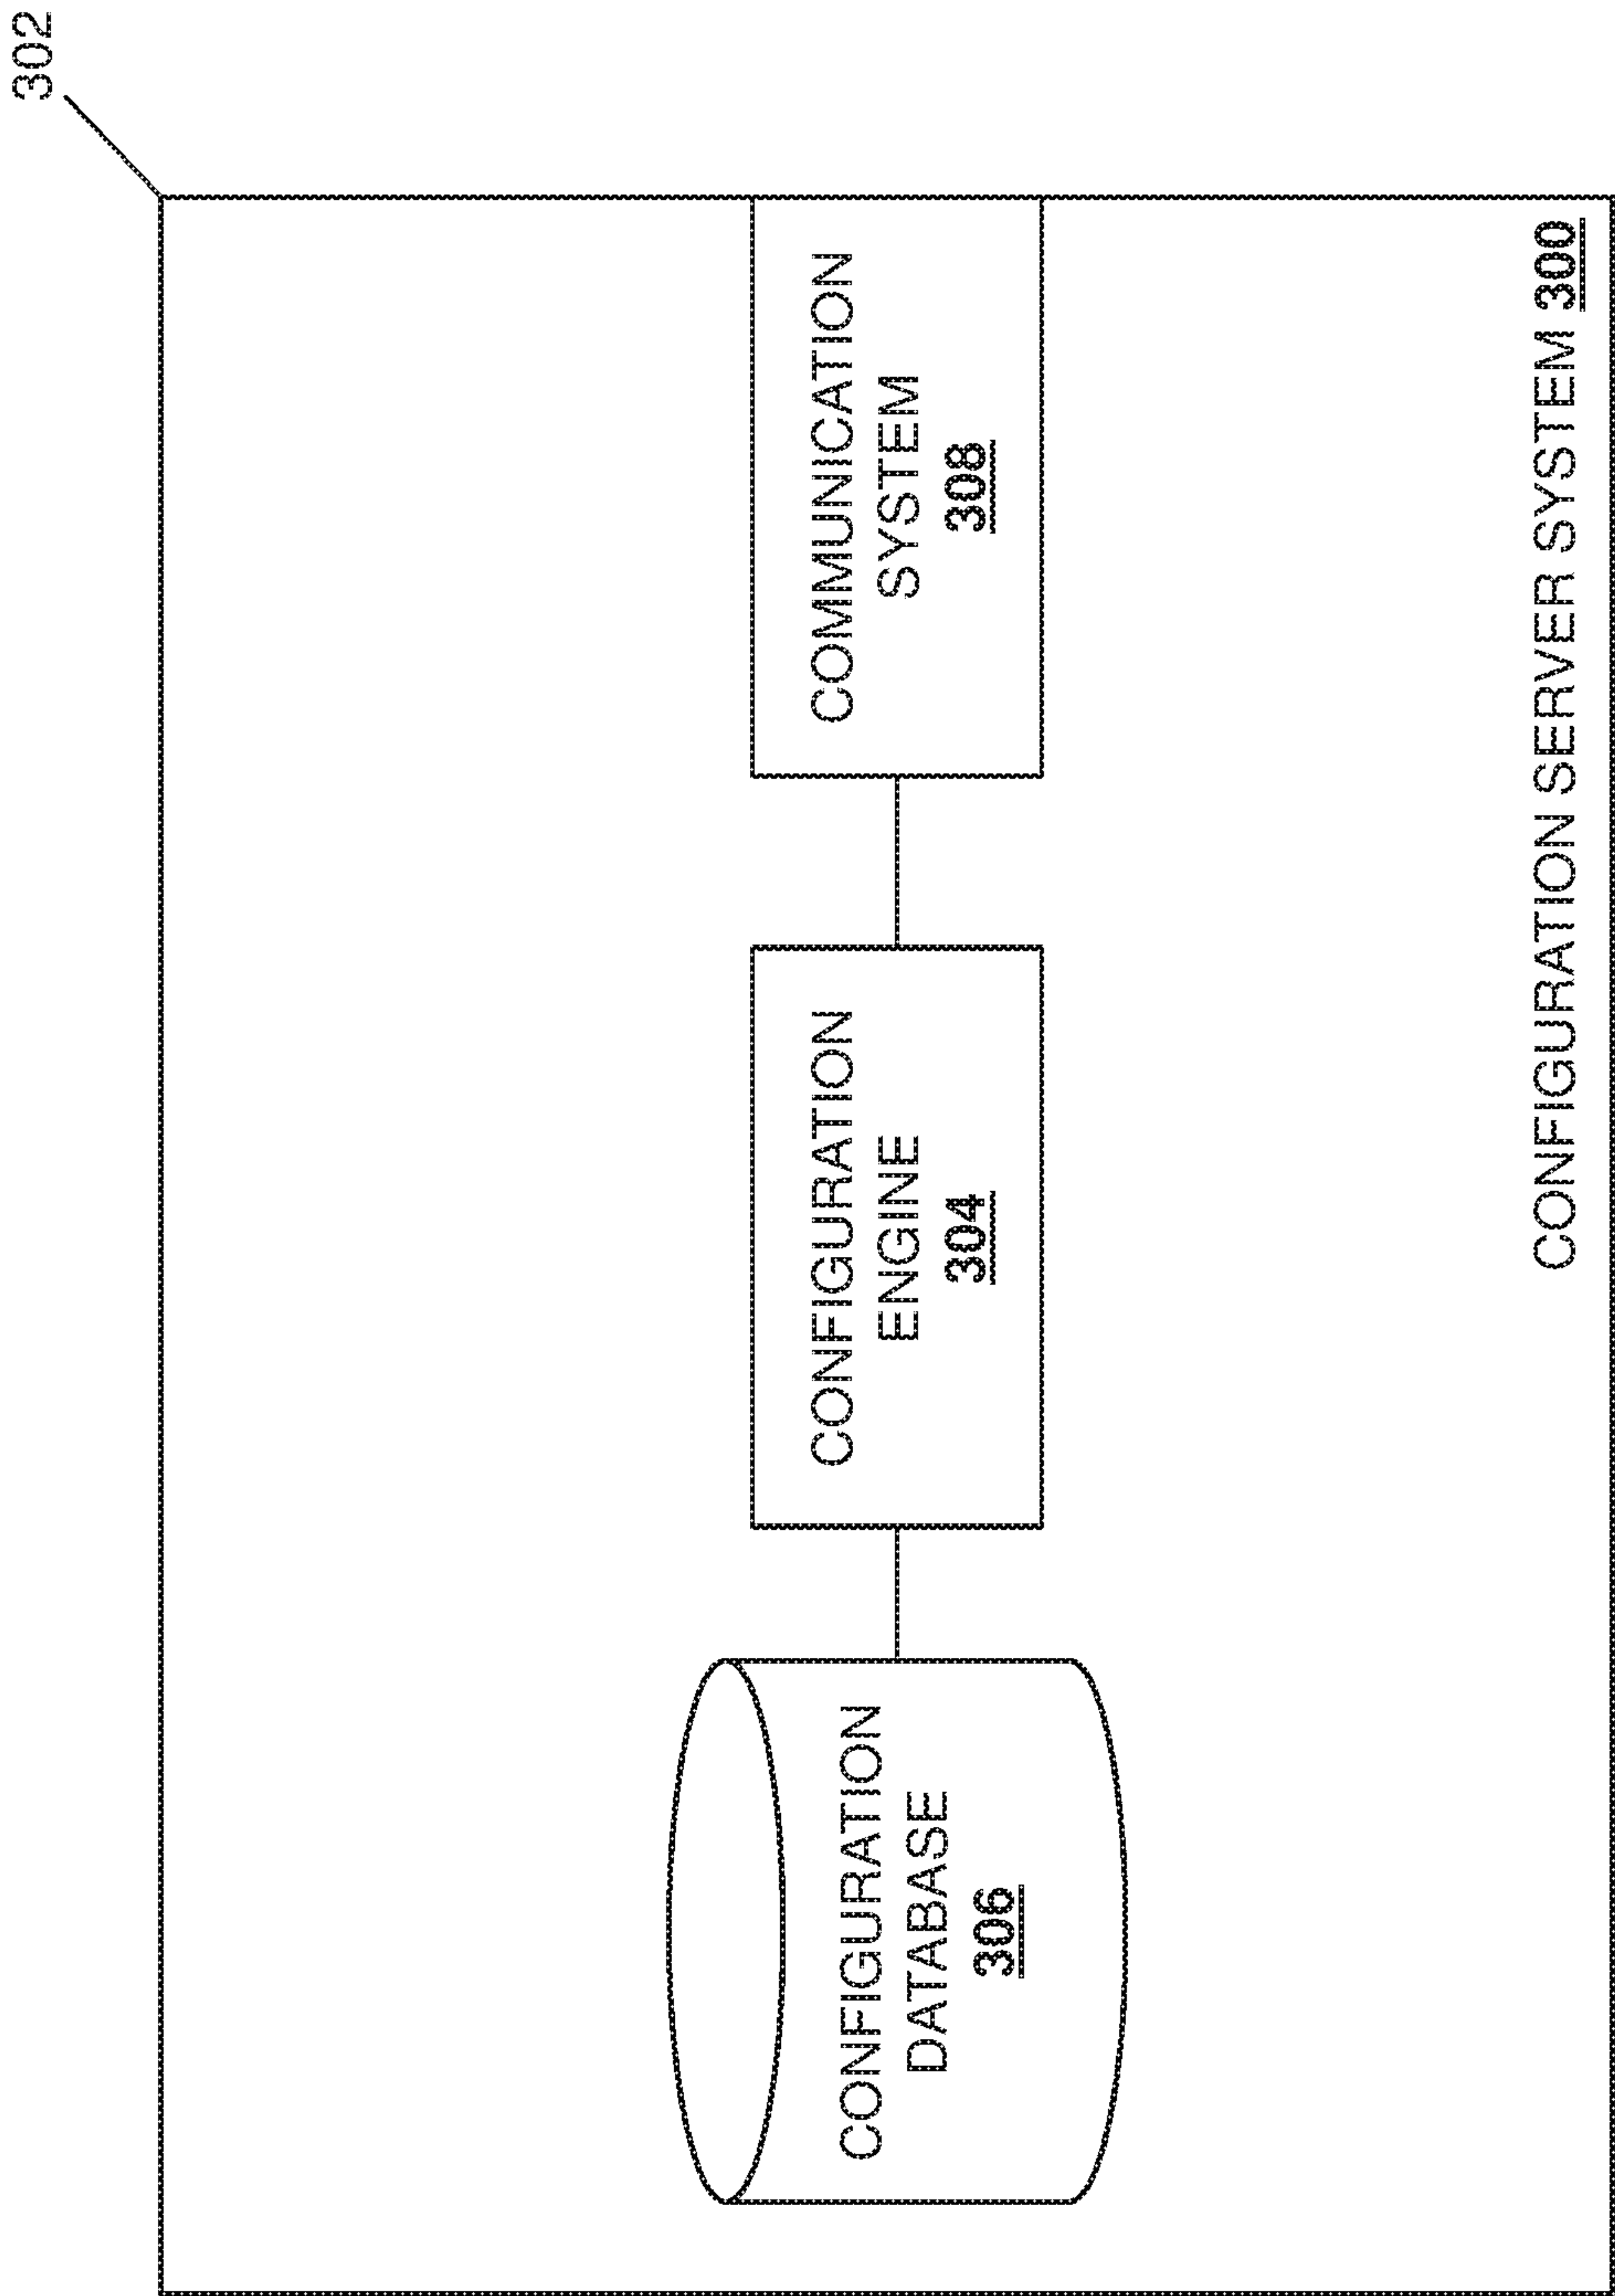 302
CONFIGURATION
DATABASE
306
CONFIGURATION
ENGINE
304
COMMUNICATION
SYSTEM
308
CONFIGURATION SERVER SYSTEM 300